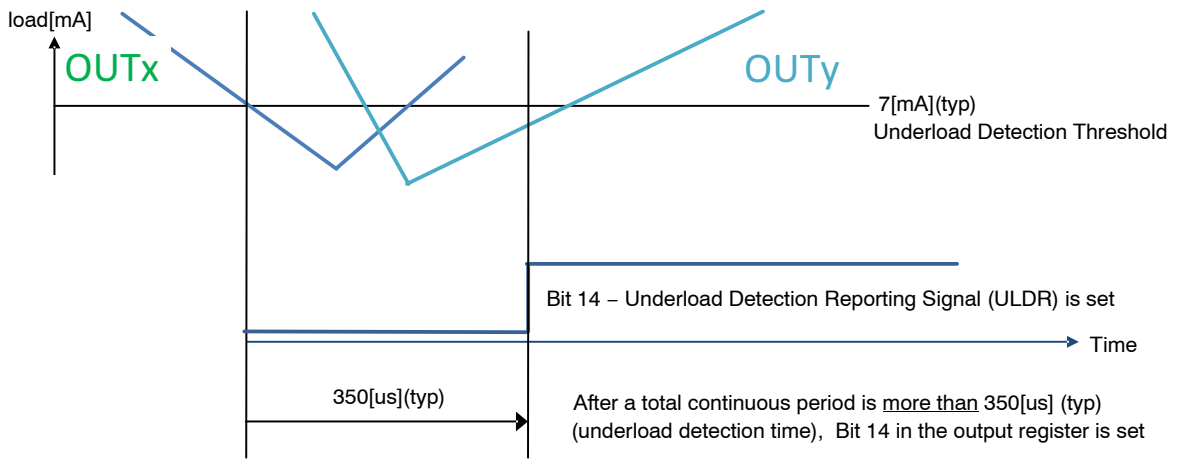 load[mA]
OUTx
OUTy
7[mA](typ)
Underload Detection Threshold
Bit 14 − Underload Detection Reporting Signal (ULDR) is set
Time
350[us](typ)
After a total continuous period is more than 350[us] (typ)
(underload detection time), Bit 14 in the output register is set